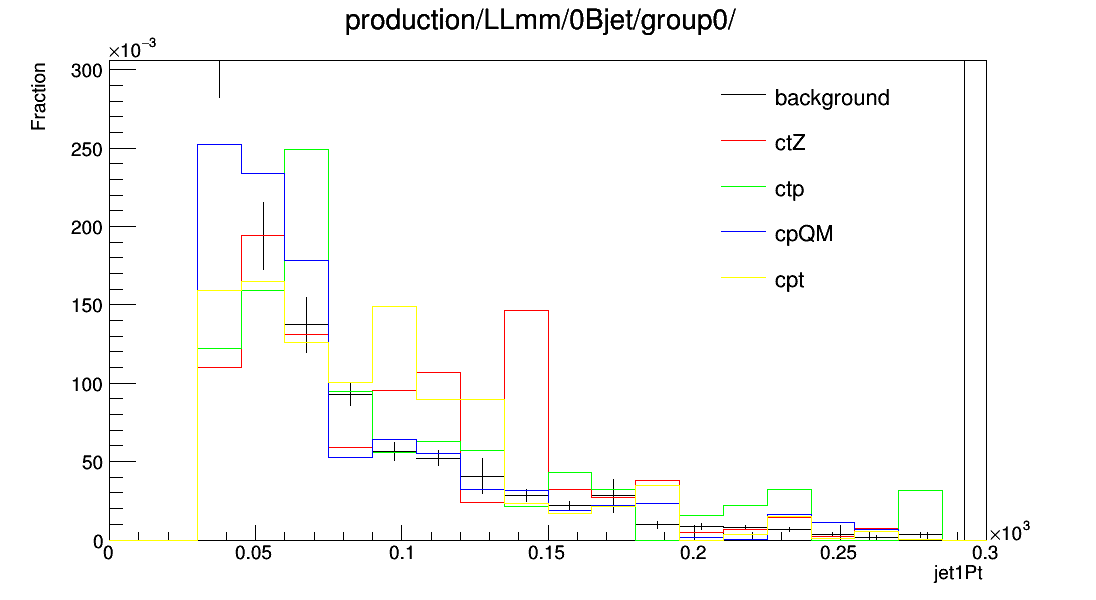 production/LLmm/0Bjet/group0/
×10⁻³
Fraction
300
250
200
150
100
50
0
background
ctZ
ctp
cpQM
cpt
0 0.05 0.1 0.15 0.2 0.25 0.3
×10³
jet1Pt